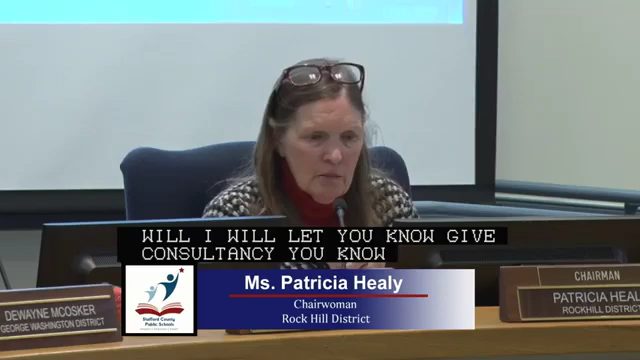 WILL I WILL LET YOU KNOW GIVE
CONSULTANCY YOU KNOW
Ms. Patricia Healy
Chairwoman
Rock Hill District
Stafford County
Public Schools
DEWAYNE MCOSKER
GEORGE WASHINGTON DISTRICT
CHAIRMAN
PATRICIA HEAL
ROCKHILL DISTRI